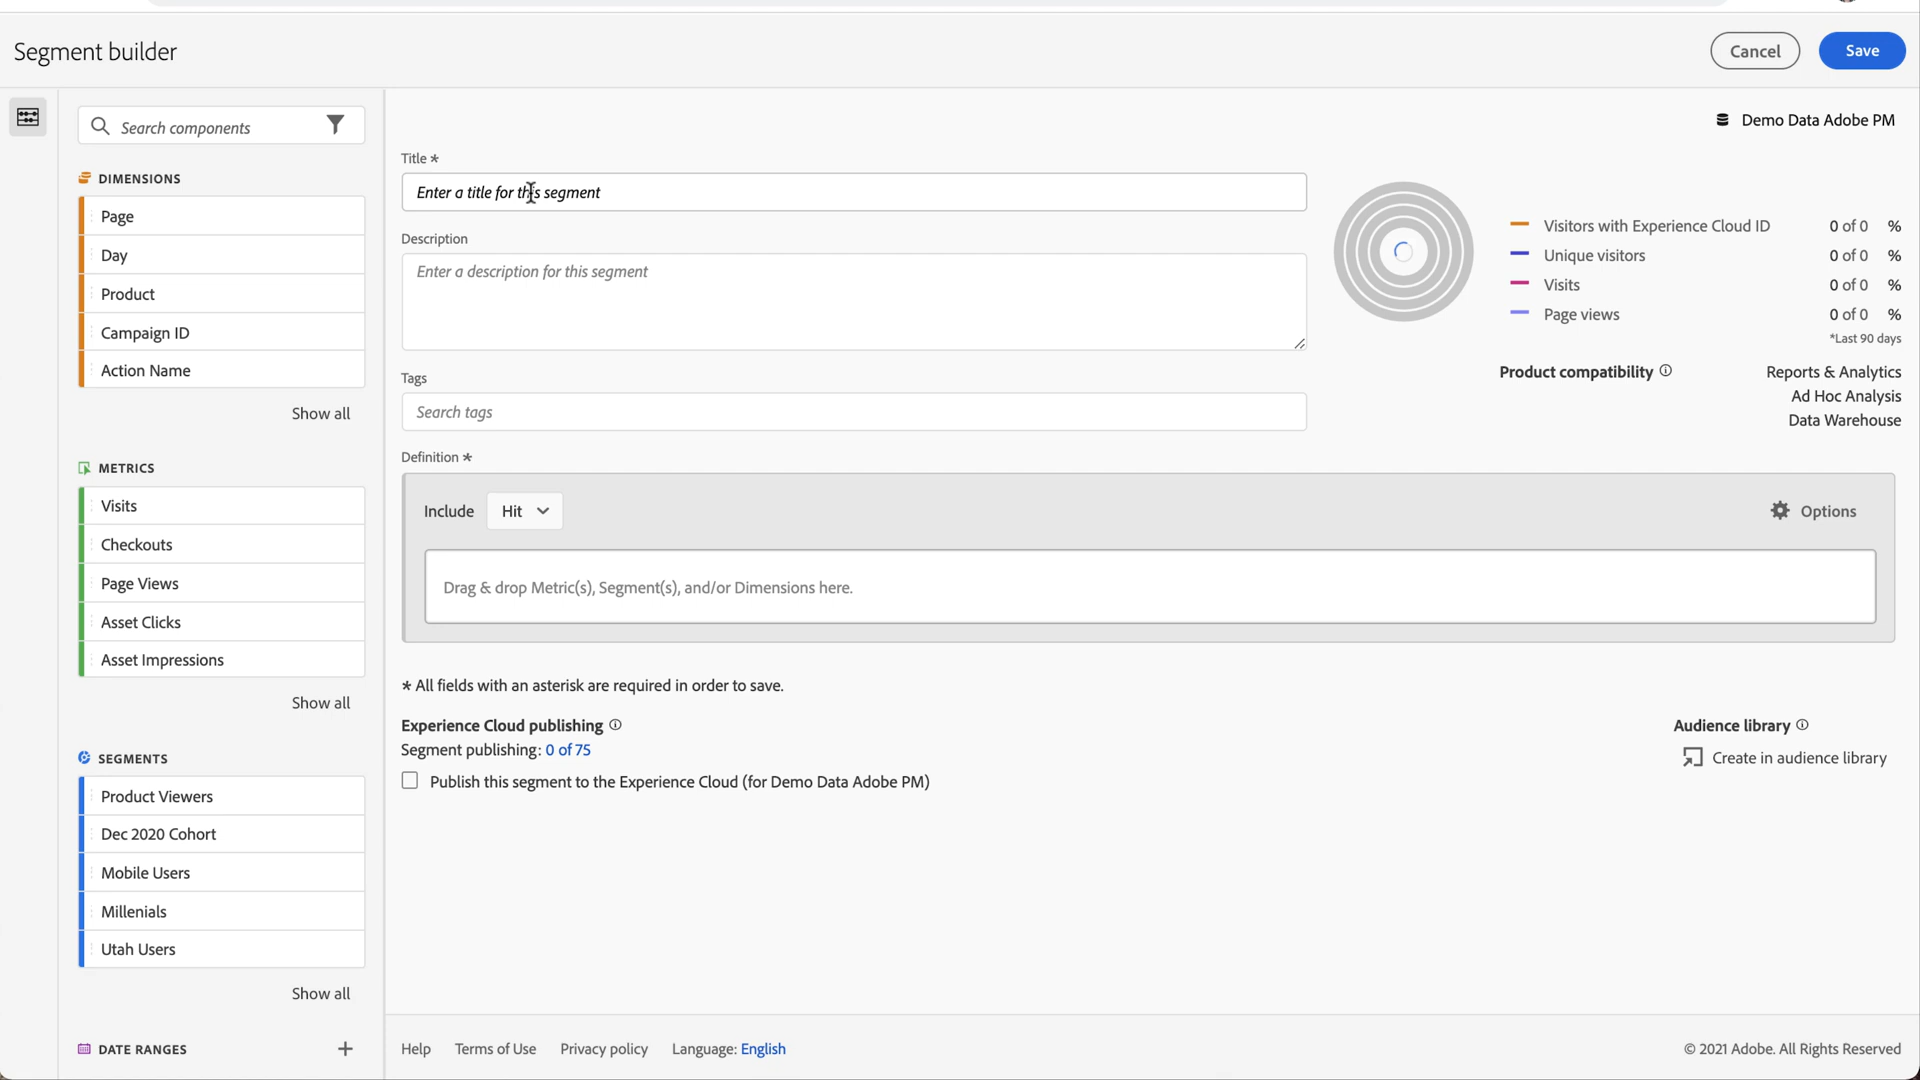 Segment builder
Cancel
Save
Search components
DIMENSIONS
Page
Day
Product
Campaign ID
Action Name
Show all
METRICS
Visits
Checkouts
Page Views
Asset Clicks
Asset Impressions
Show all
SEGMENTS
Product Viewers
Dec 2020 Cohort
Mobile Users
Millenials
Utah Users
Show all
DATE RANGES
Demo Data Adobe PM
Title *
Enter a title for this segment
Description
Enter a description for this segment
Tags
Search tags
Visitors with Experience Cloud ID 0 of 0 %
Unique visitors 0 of 0 %
Visits 0 of 0 %
Page views 0 of 0 %
*Last 90 days
Product compatibility
Reports & Analytics
Ad Hoc Analysis
Data Warehouse
Definition *
Include Hit
Options
Drag & drop Metric(s), Segment(s), and/or Dimensions here.
* All fields with an asterisk are required in order to save.
Experience Cloud publishing
Segment publishing: 0 of 75
Publish this segment to the Experience Cloud (for Demo Data Adobe PM)
Audience library
Create in audience library
Help Terms of Use Privacy policy Language: English
© 2021 Adobe. All Rights Reserved